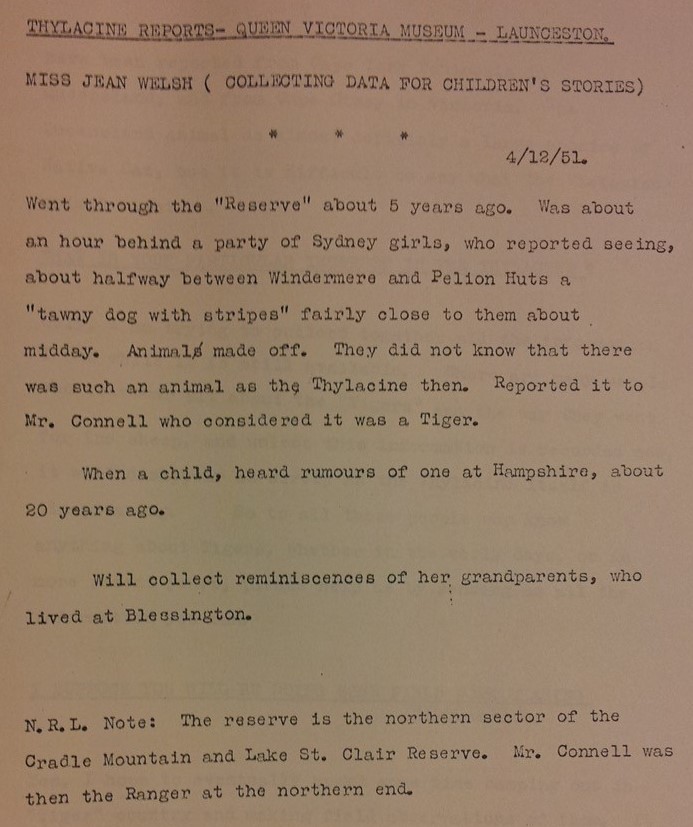 THYLACINE REPORTS- QUEEN VICTORIA MUSEUM - LAUNCESTON.
MISS JEAN WELSH ( COLLECTING DATA FOR CHILDREN'S STORIES)
* * *
4/12/51.
Went through the "Reserve" about 5 years ago. Was about
an hour behind a party of Sydney girls, who reported seeing,
about halfway between Windermere and Pelion Huts a
"tawny dog with stripes" fairly close to them about
midday. Animal made off. They did not know that there
was such an animal as the Thylacine then. Reported it to
Mr. Connell who considered it was a Tiger.
When a child, heard rumours of one at Hampshire, about
20 years ago.
Will collect reminiscences of her grandparents, who
lived at Blessington.
N.R.L. Note: The reserve is the northern sector of the
Cradle Mountain and Lake St. Clair Reserve. Mr. Connell was
then the Ranger at the northern end.